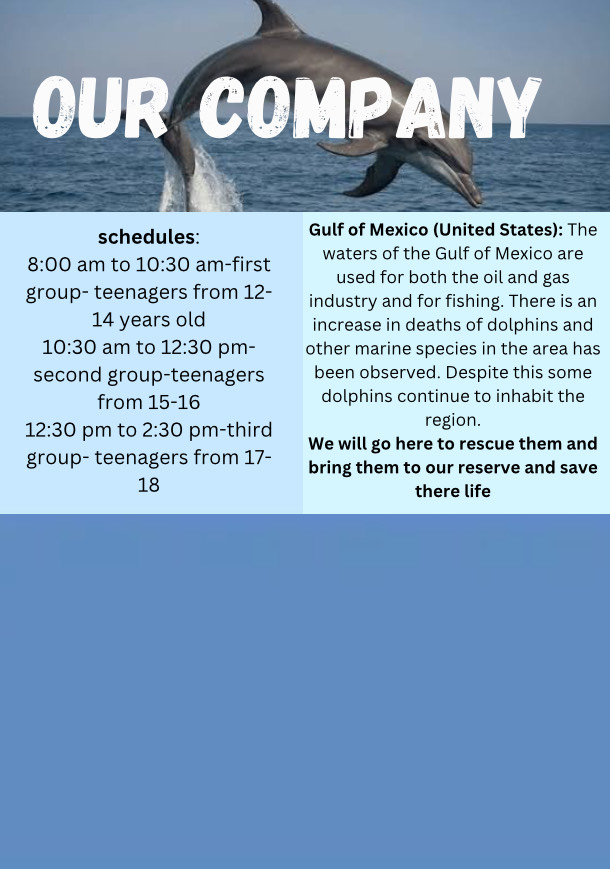 OUR COMPANY
schedules:
8:00 am to 10:30 am-first
group- teenagers from 12-
14 years old
10:30 am to 12:30 pm-
second group-teenagers
from 15-16
12:30 pm to 2:30 pm-third
group- teenagers from 17-
18
Gulf of Mexico (United States): The
waters of the Gulf of Mexico are
used for both the oil and gas
industry and for fishing. There is an
increase in deaths of dolphins and
other marine species in the area has
been observed. Despite this some
dolphins continue to inhabit the
region.
We will go here to rescue them and
bring them to our reserve and save
there life